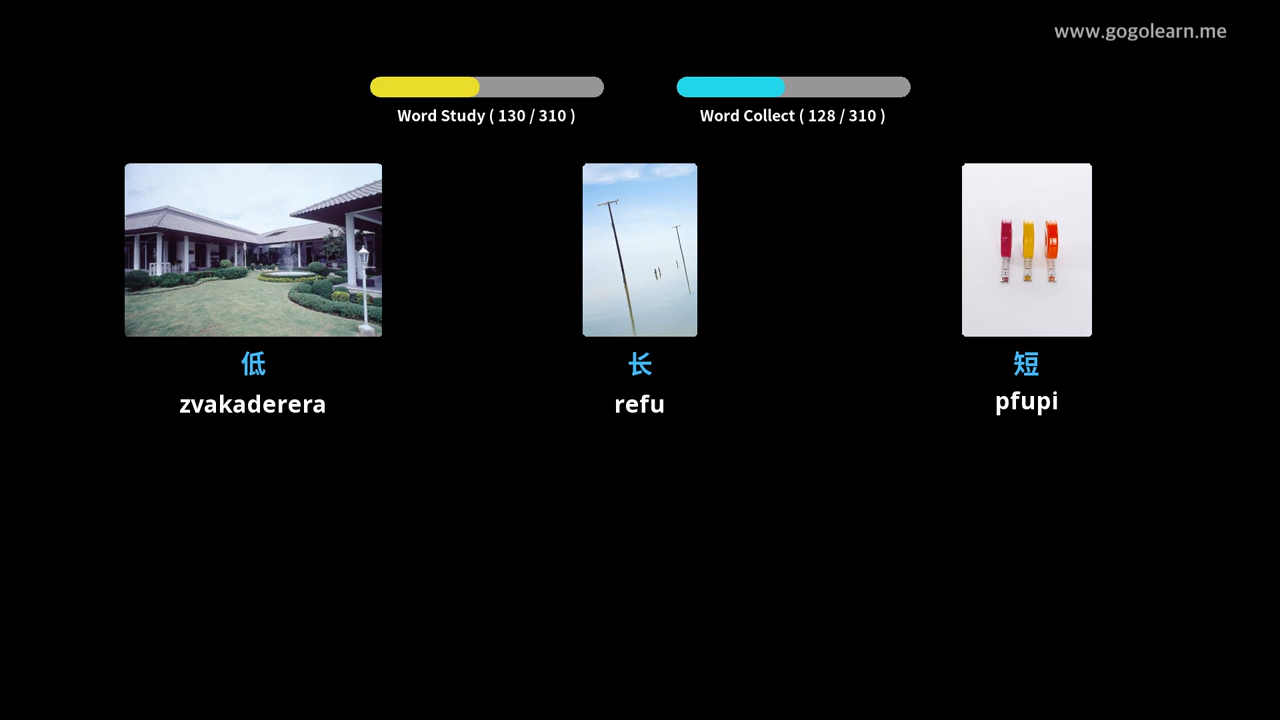 www.gogolearn.me
Word Study ( 130 / 310 )
Word Collect ( 128 / 310 )
低
长
短
zvakaderera
refu
pfupi